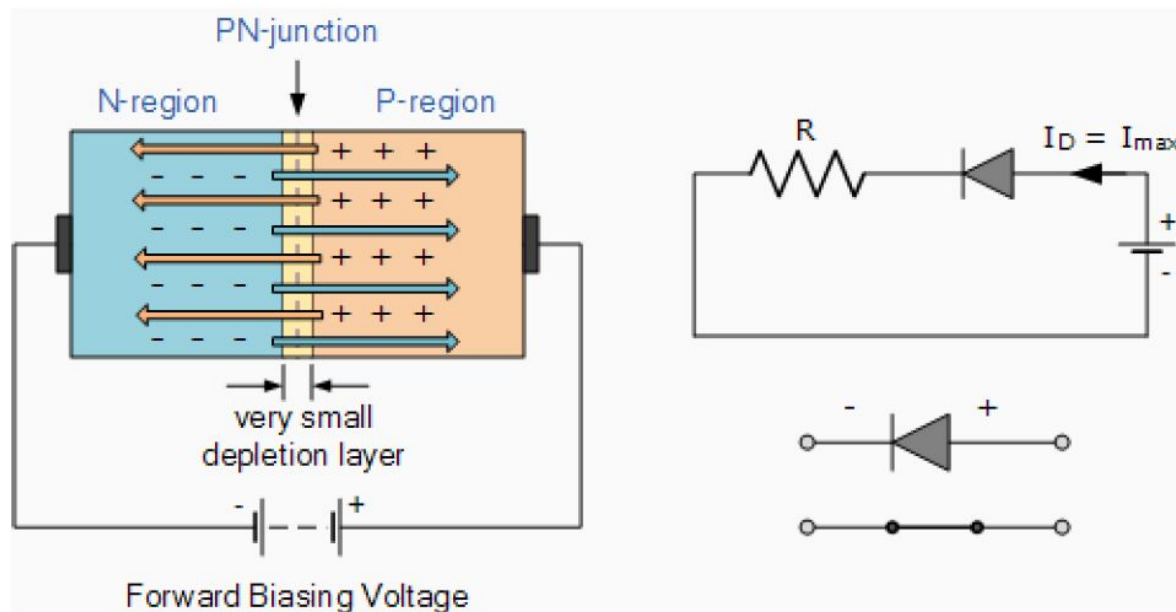 PN-junction
N-region
P-region
+ + +
- - -
+ + +
- - -
+ + +
- - -
+ + +
- - -
very small
depletion layer
- +
Forward Biasing Voltage
R
I_D = I_max
+
-
- +